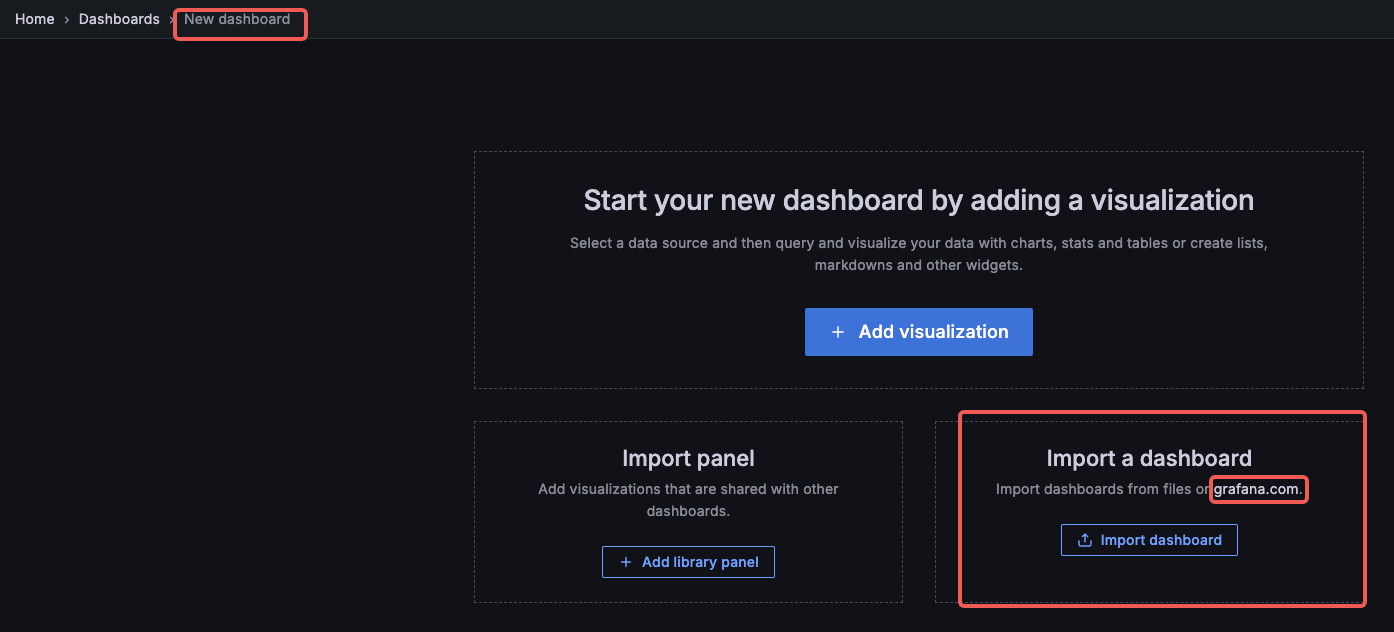 Home › Dashboards › New dashboard
Start your new dashboard by adding a visualization
Select a data source and then query and visualize your data with charts, stats and tables or create lists,
markdowns and other widgets.
+ Add visualization
Import panel
Add visualizations that are shared with other
dashboards.
+ Add library panel
Import a dashboard
Import dashboards from files or grafana.com.
Import dashboard